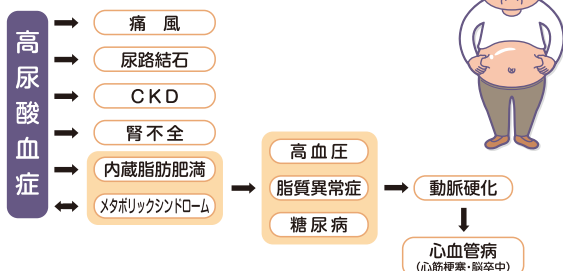 高尿酸血症
痛風
尿路結石
CKD
腎不全
内蔵脂肪肥満
メタボリックシンドローム
高血圧
脂質異常症
糖尿病
動脈硬化
心血管病
(心筋梗塞・脳卒中)